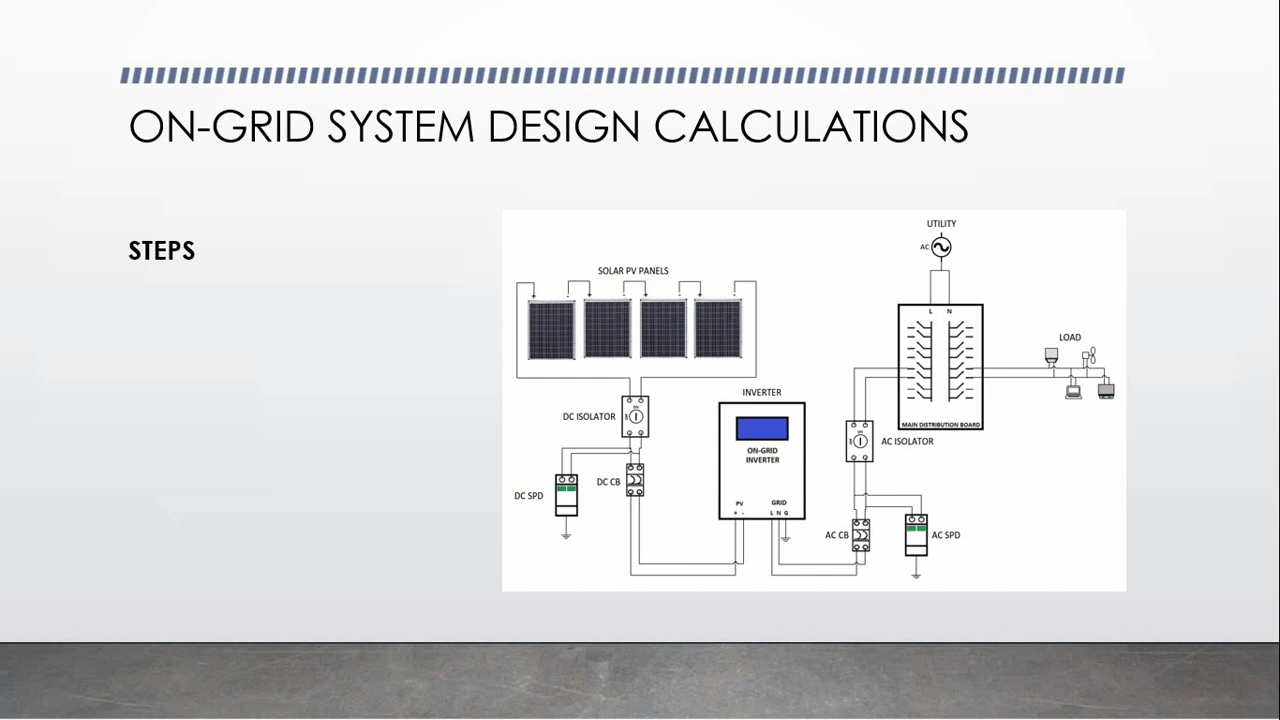 ON-GRID SYSTEM DESIGN CALCULATIONS
STEPS
UTILITY
AC
SOLAR PV PANELS
L N
LOAD
INVERTER
DC ISOLATOR
MAIN DISTRIBUTION BOARD
ON-GRID
INVERTER
AC ISOLATOR
DC SPD
DC CB
PV
GRID
+ -
L N G
AC CB
AC SPD